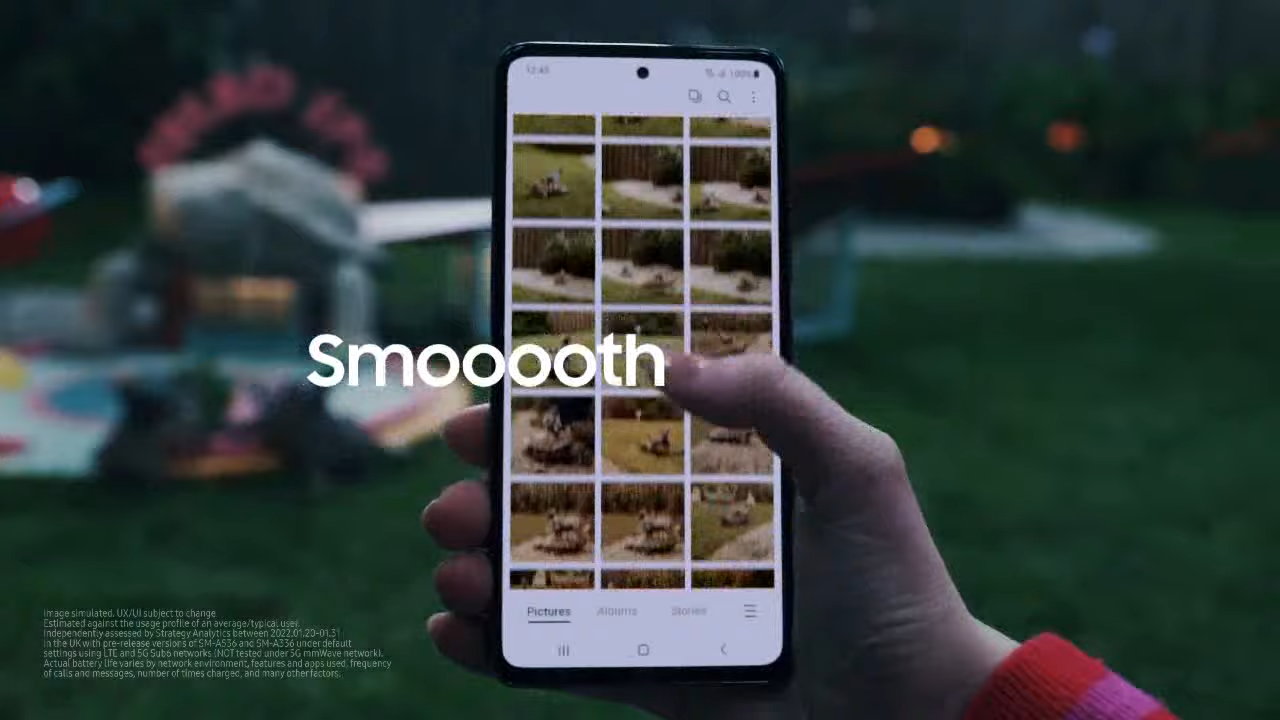 12:45
100%
Smooooth
Pictures
Albums
Stories
Image simulated. UX/UI subject to change
Estimated against the usage profile of an average/typical user.
Independently assessed by Strategy Analytics between 2022.01.20-01.31
in the UK with pre-release versions of SM-A536 and SM-A336 under default
settings using LTE and 5G Sub6 networks (NOT tested under 5G mmWave network).
Actual battery life varies by network environment, features and apps used, frequency
of calls and messages, number of times charged, and many other factors.